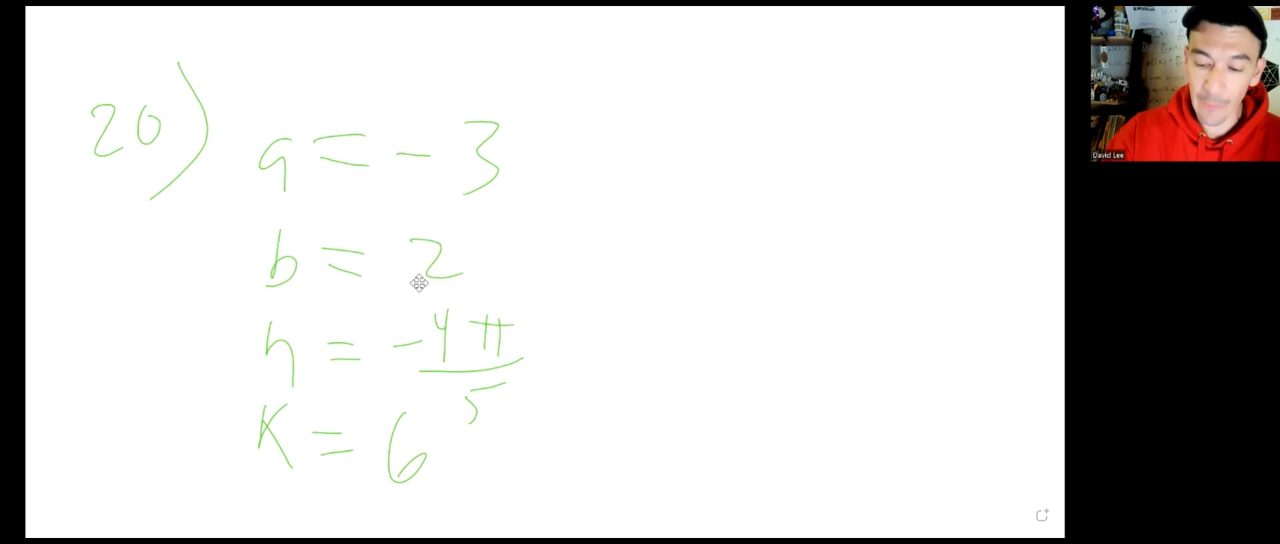 20)
a = - 3
b = 2
h = -4π/5
K = 6
David Lee